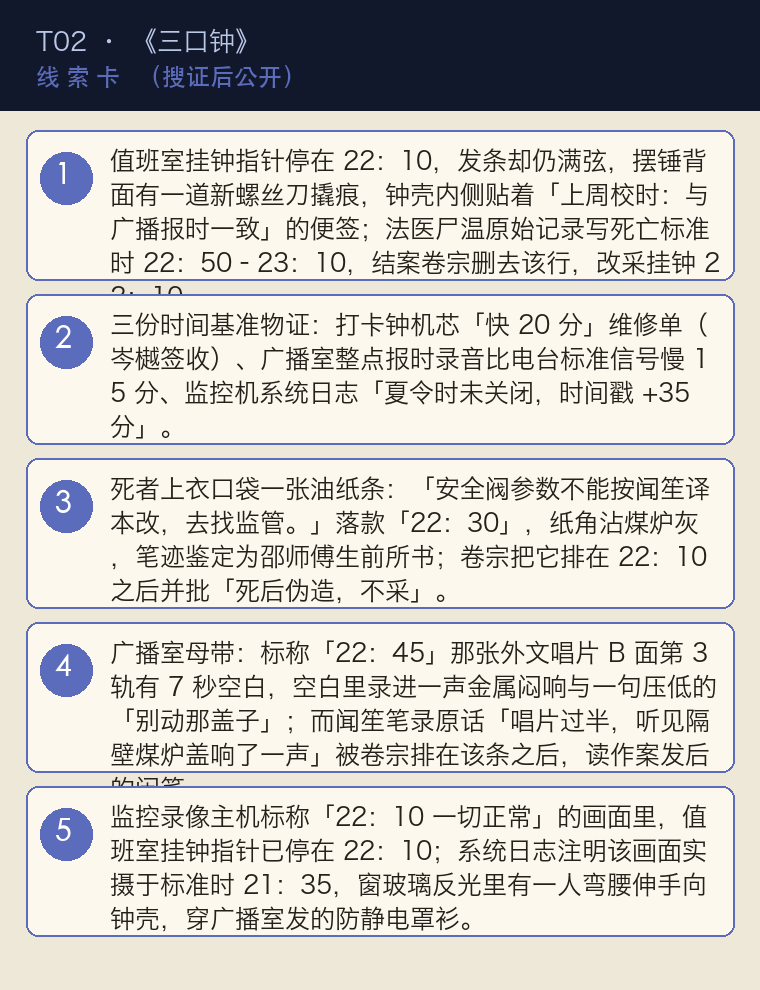 T02 · 《三口钟》
线索卡 （搜证后公开）
1
值班室挂钟指针停在 22：10，发条却仍满弦，摆锤背
面有一道新螺丝刀撬痕，钟壳内侧贴着「上周校时：与
广播报时一致」的便签；法医尸温原始记录写死亡标准
时 22：50 - 23：10，结案卷宗删去该行，改采挂钟 2
2：10
2
三份时间基准物证：打卡钟机芯「快 20 分」维修单（
岑樾签收）、广播室整点报时录音比电台标准信号慢 1
5 分、监控机系统日志「夏令时未关闭，时间戳 +35
分」。
3
死者上衣口袋一张油纸条：「安全阀参数不能按闻笙译
本改，去找监管。」落款「22：30」，纸角沾煤炉灰
，笔迹鉴定为邵师傅生前所书；卷宗把它排在 22：10
之后并批「死后伪造，不采」。
4
广播室母带：标称「22：45」那张外文唱片 B 面第 3
轨有 7 秒空白，空白里录进一声金属闷响与一句压低的
「别动那盖子」；而闻笙笔录原话「唱片过半，听见隔
壁煤炉盖响了一声」被卷宗排在该条之后，读作案发后
5
监控录像主机标称「22：10 一切正常」的画面里，值
班室挂钟指针已停在 22：10；系统日志注明该画面实
摄于标准时 21：35，窗玻璃反光里有一人弯腰伸手向
钟壳，穿广播室发的防静电罩衫。